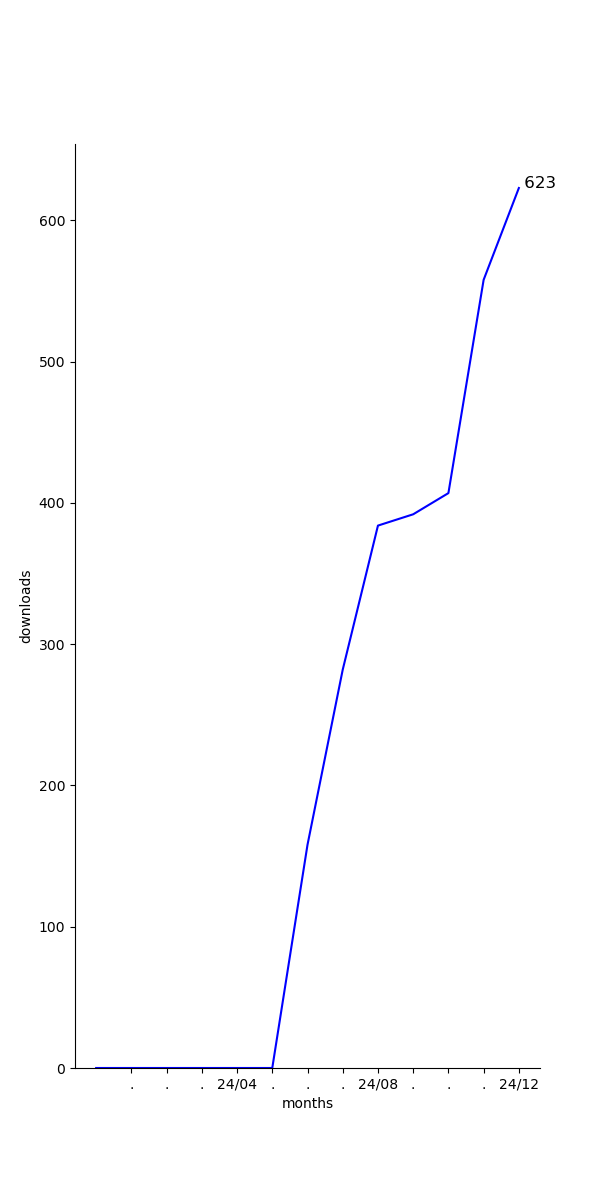 623
600
500
400
300
200
100
0
downloads
. . . 24/04 . . . 24/08 . . . 24/12
months